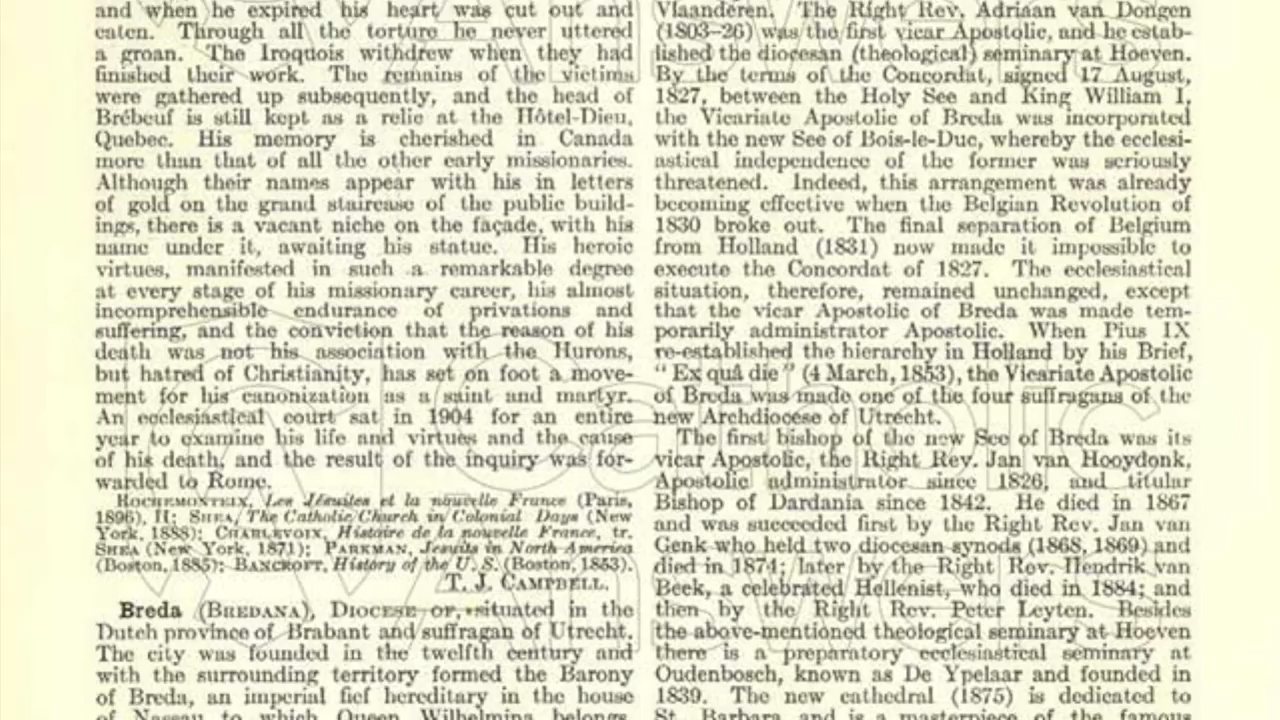 and when he expired his heart was cut out and
eaten. Through all the torture he never uttered
a groan. The Iroquois withdrew when they had
finished their work. The remains of the victims
were gathered up subsequently, and the head of
Brébeuf is still kept as a relic at the Hôtel-Dieu,
Quebec. His memory is cherished in Canada
more than that of all the other early missionaries.
Although their names appear with his in letters
of gold on the grand staircase of the public build-
ings, there is a vacant niche on the façade, with his
name under it, awaiting his statue. His heroic
virtues, manifested in such a remarkable degree
at every stage of his missionary career, his almost
incomprehensible endurance of privations and
suffering, and the conviction that the reason of his
death was not his association with the Hurons,
but hatred of Christianity, has set on foot a move-
ment for his canonization as a saint and martyr.
An ecclesiastical court sat in 1904 for an entire
year to examine his life and virtues and the cause
of his death, and the result of the inquiry was for-
warded to Rome.
ROCHEMONTEIX, Les Jésuites et la nouvelle France (Paris,
1896), II; SHEA, The Catholic Church in Colonial Days (New
York, 1888); CHARLEVOIX, Histoire de la nouvelle France, tr.
SHEA (New York, 1871); PARKMAN, Jesuits in North America
(Boston, 1885); BANCROFT, History of the U. S. (Boston, 1853).
T. J. CAMPBELL.
Breda (BREDANA), DIOCESE OF, situated in the
Dutch province of Brabant and suffragan of Utrecht.
The city was founded in the twelfth century and
with the surrounding territory formed the Barony
of Breda, an imperial fief hereditary in the house
of Nassau to which Queen Wilhelmina belongs.
Vlaanderen. The Right Rev. Adriaan van Dongen
(1803-26) was the first vicar Apostolic, and he estab-
lished the diocesan (theological) seminary at Hoeven.
By the terms of the Concordat, signed 17 August,
1827, between the Holy See and King William I,
the Vicariate Apostolic of Breda was incorporated
with the new See of Bois-le-Duc, whereby the ecclesi-
astical independence of the former was seriously
threatened. Indeed, this arrangement was already
becoming effective when the Belgian Revolution of
1830 broke out. The final separation of Belgium
from Holland (1831) now made it impossible to
execute the Concordat of 1827. The ecclesiastical
situation, therefore, remained unchanged, except
that the vicar Apostolic of Breda was made tem-
porarily administrator Apostolic. When Pius IX
re-established the hierarchy in Holland by his Brief,
"Ex quâ die" (4 March, 1853), the Vicariate Apostolic
of Breda was made one of the four suffragans of the
new Archdiocese of Utrecht.
The first bishop of the new See of Breda was its
vicar Apostolic, the Right Rev. Jan van Hooydonk,
Apostolic administrator since 1826, and titular
Bishop of Dardania since 1842. He died in 1867
and was succeeded first by the Right Rev. Jan van
Genk who held two diocesan synods (1868, 1869) and
died in 1874; later by the Right Rev. Hendrik van
Beek, a celebrated Hellenist, who died in 1884; and
then by the Right Rev. Peter Leyten. Besides
the above-mentioned theological seminary at Hoeven
there is a preparatory ecclesiastical seminary at
Oudenbosch, known as De Ypelaar and founded in
1839. The new cathedral (1875) is dedicated to
St. Barbara and is a masterpiece of the famous
Catholic
Answers